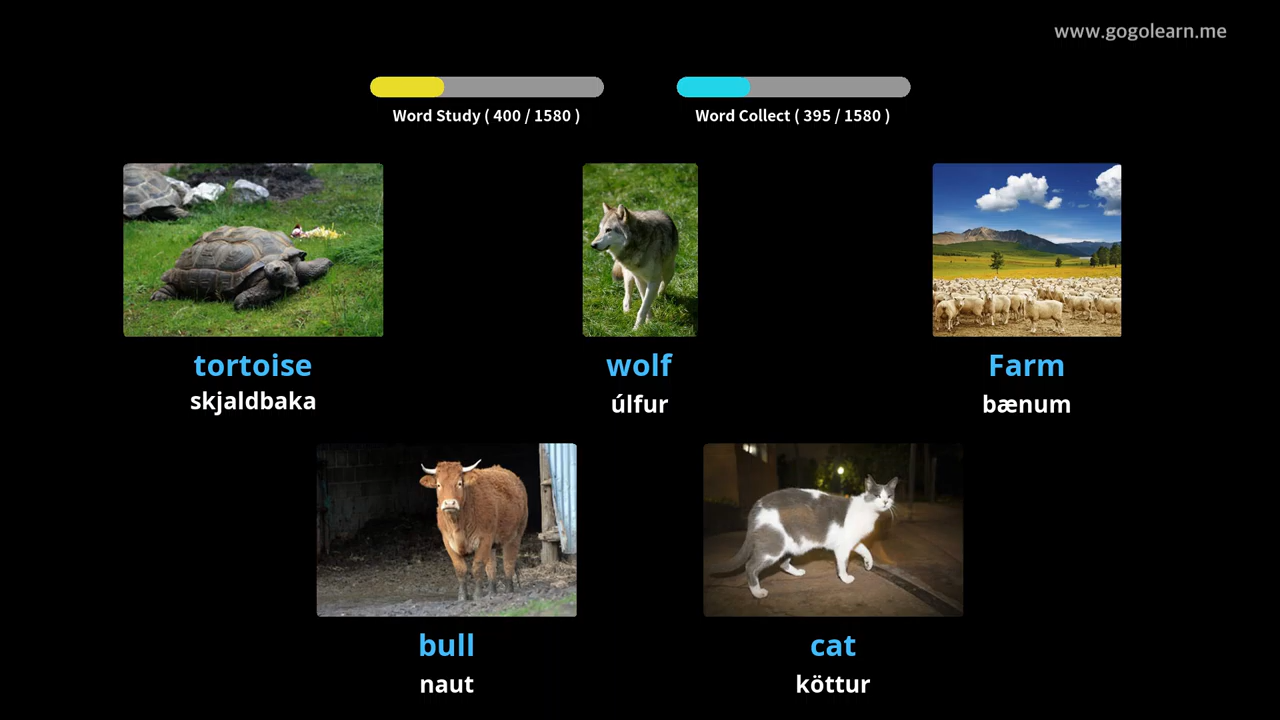 www.gogolearn.me
Word Study ( 400 / 1580 )
Word Collect ( 395 / 1580 )
tortoise
skjaldbaka
wolf
úlfur
Farm
bænum
bull
naut
cat
köttur